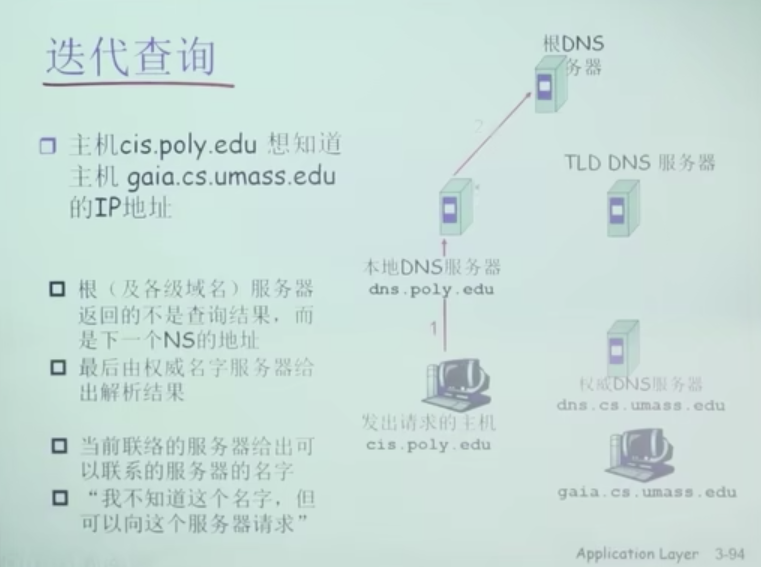 迭代查询
主机cis.poly.edu 想知道
主机 gaia.cs.umass.edu
的IP地址
根（及各级域名）服务器
返回的不是查询结果，而
是下一个NS的地址
最后由权威名字服务器给
出解析结果
当前联络的服务器给出可
以联系的服务器的名字
“我不知道这个名字，但
可以向这个服务器请求”
根DNS
务器
2
TLD DNS 服务器
本地DNS服务器
dns.poly.edu
1
权威DNS服务器
dns.cs.umass.edu
发出请求的主机
cis.poly.edu
gaia.cs.umass.edu
Application Layer 3-94